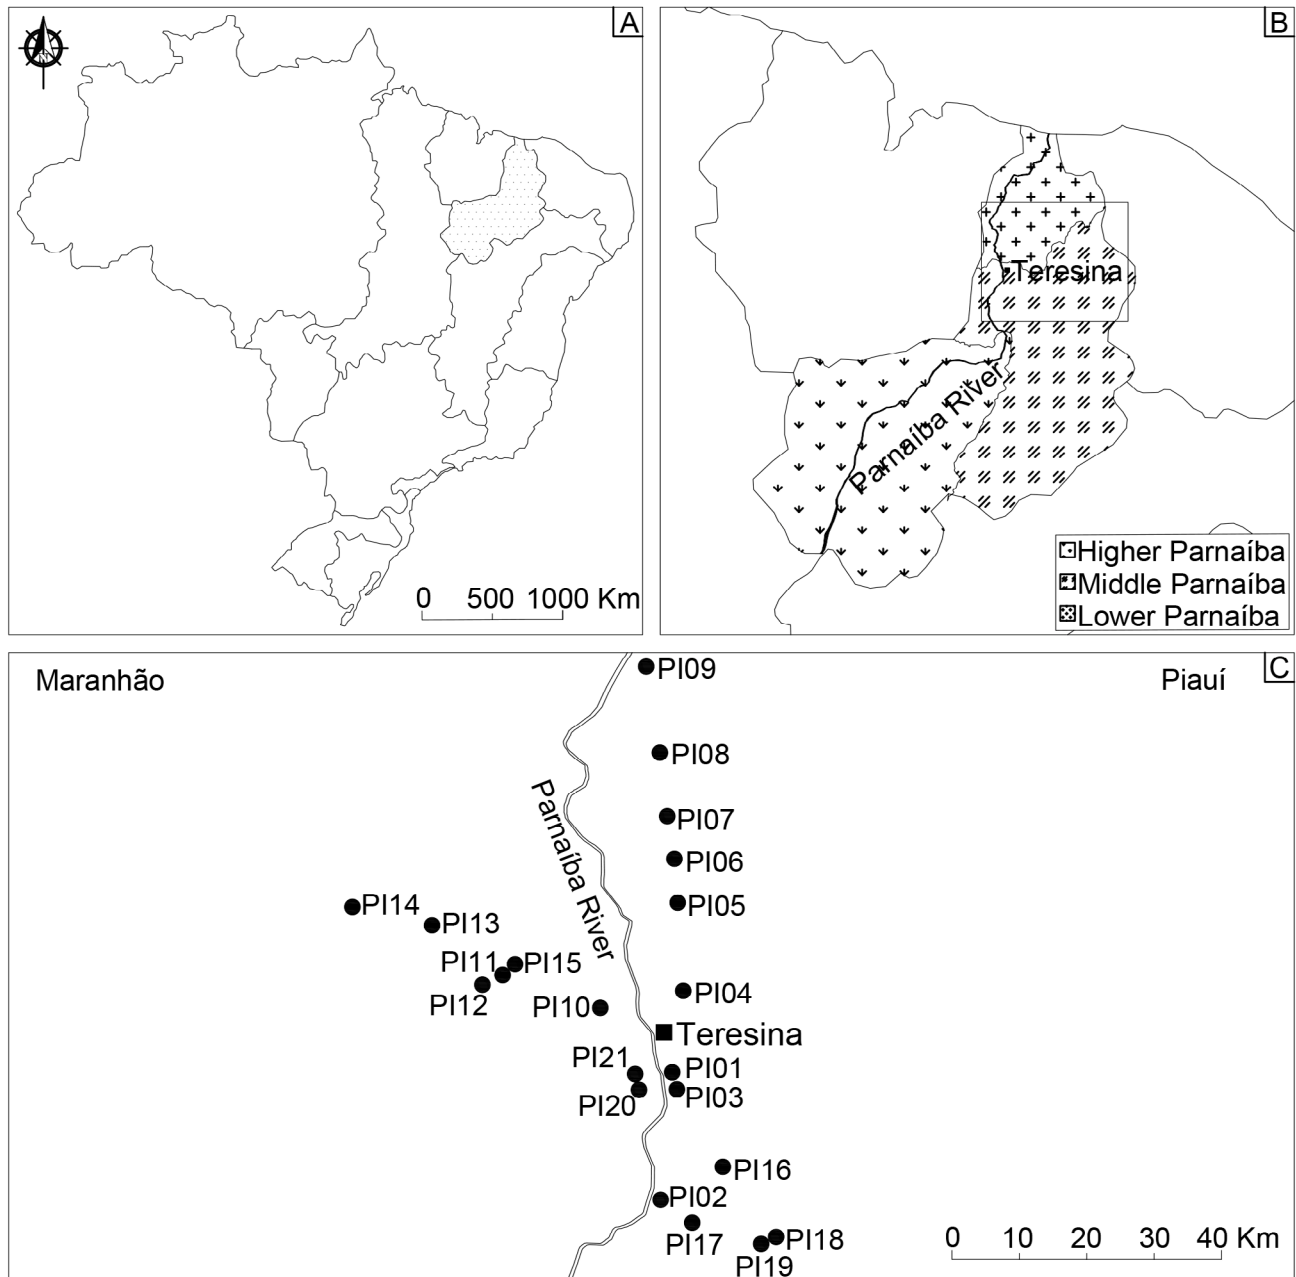 A
N
0 500 1000 Km
B
Teresina
Parnaíba River
Higher Parnaíba
Middle Parnaíba
Lower Parnaíba
C
Maranhão
Piauí
PI09
PI08
Parnaíba River
PI07
PI06
PI05
PI14
PI13
PI11
PI15
PI12
PI10
PI04
Teresina
PI21
PI01
PI20
PI03
PI16
PI02
PI17
PI18
PI19
0 10 20 30 40 Km